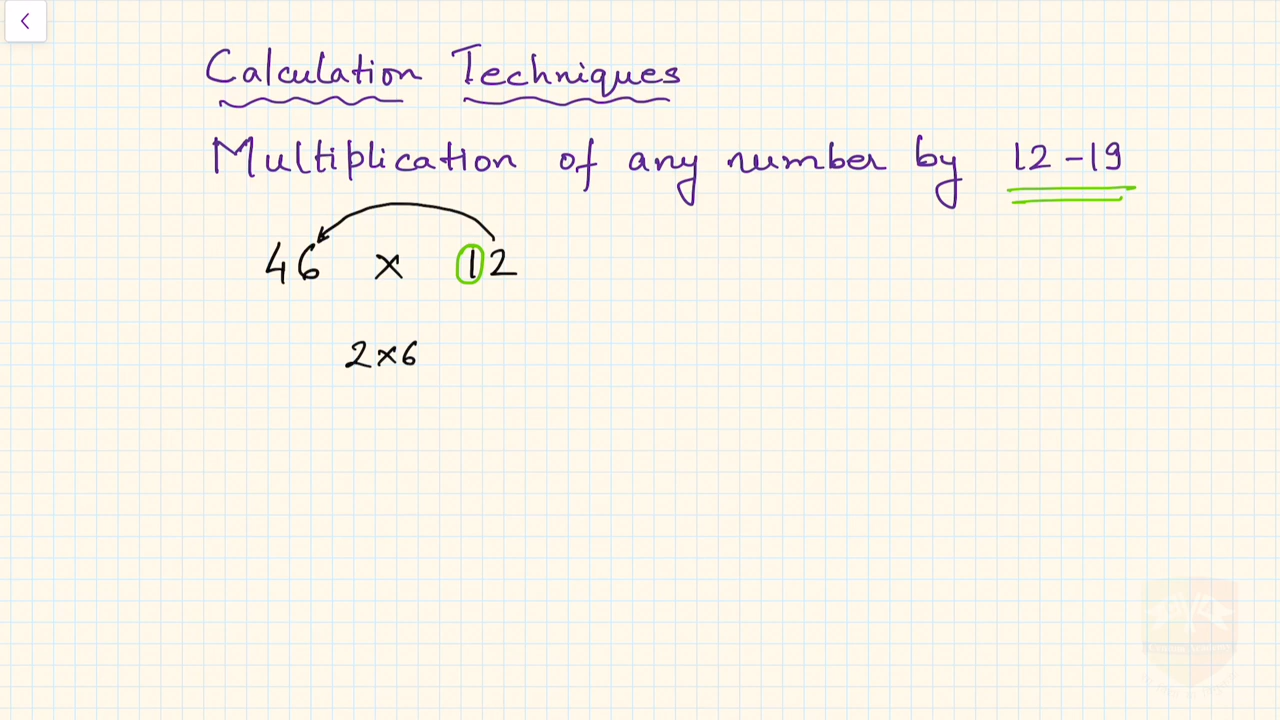 Calculation Techniques
Multiplication of any number by 12-19
46 × 12
2×6